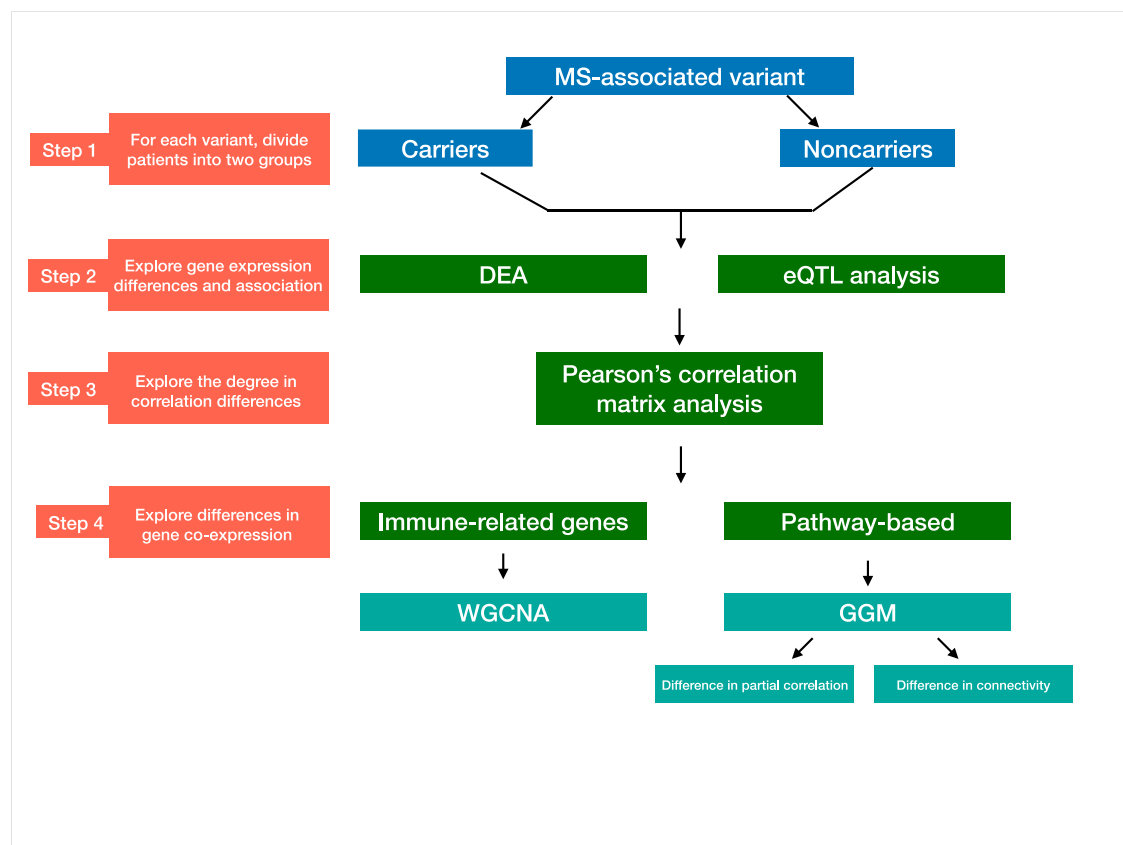 MS-associated variant
Step 1
For each variant, divide
patients into two groups
Carriers
Noncarriers
Step 2
Explore gene expression
differences and association
DEA
eQTL analysis
Step 3
Explore the degree in
correlation differences
Pearson’s correlation
matrix analysis
Step 4
Explore differences in
gene co-expression
Immune-related genes
Pathway-based
WGCNA
GGM
Difference in partial correlation
Difference in connectivity